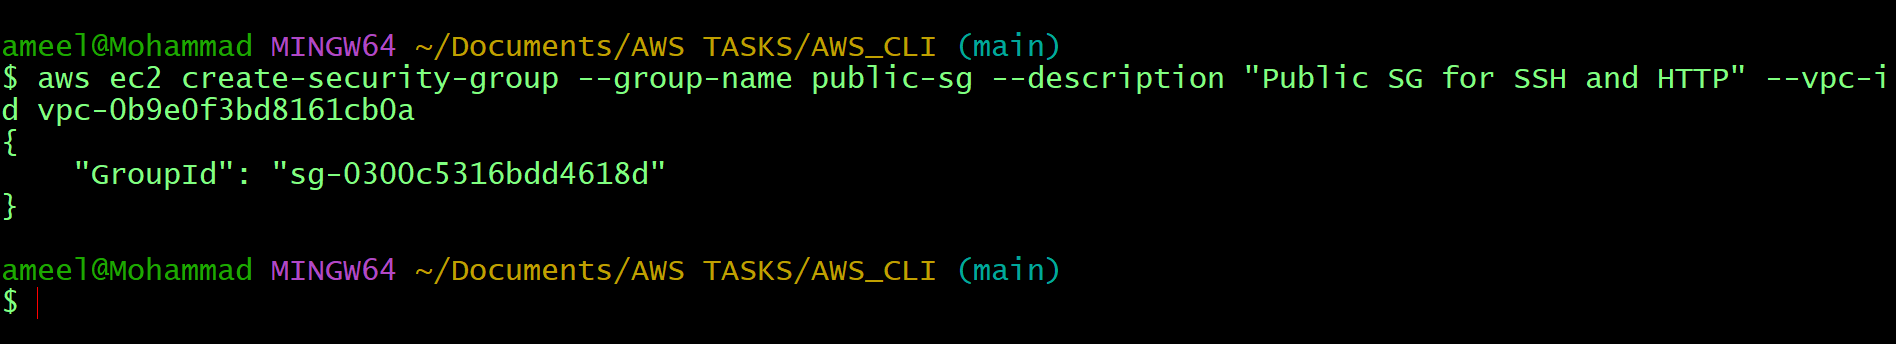 ameel@Mohammad MINGW64 ~/Documents/AWS TASKS/AWS_CLI (main)
$ aws ec2 create-security-group --group-name public-sg --description "Public SG for SSH and HTTP" --vpc-i
d vpc-0b9e0f3bd8161cb0a
{
    "GroupId": "sg-0300c5316bdd4618d"
}
ameel@Mohammad MINGW64 ~/Documents/AWS TASKS/AWS_CLI (main)
$